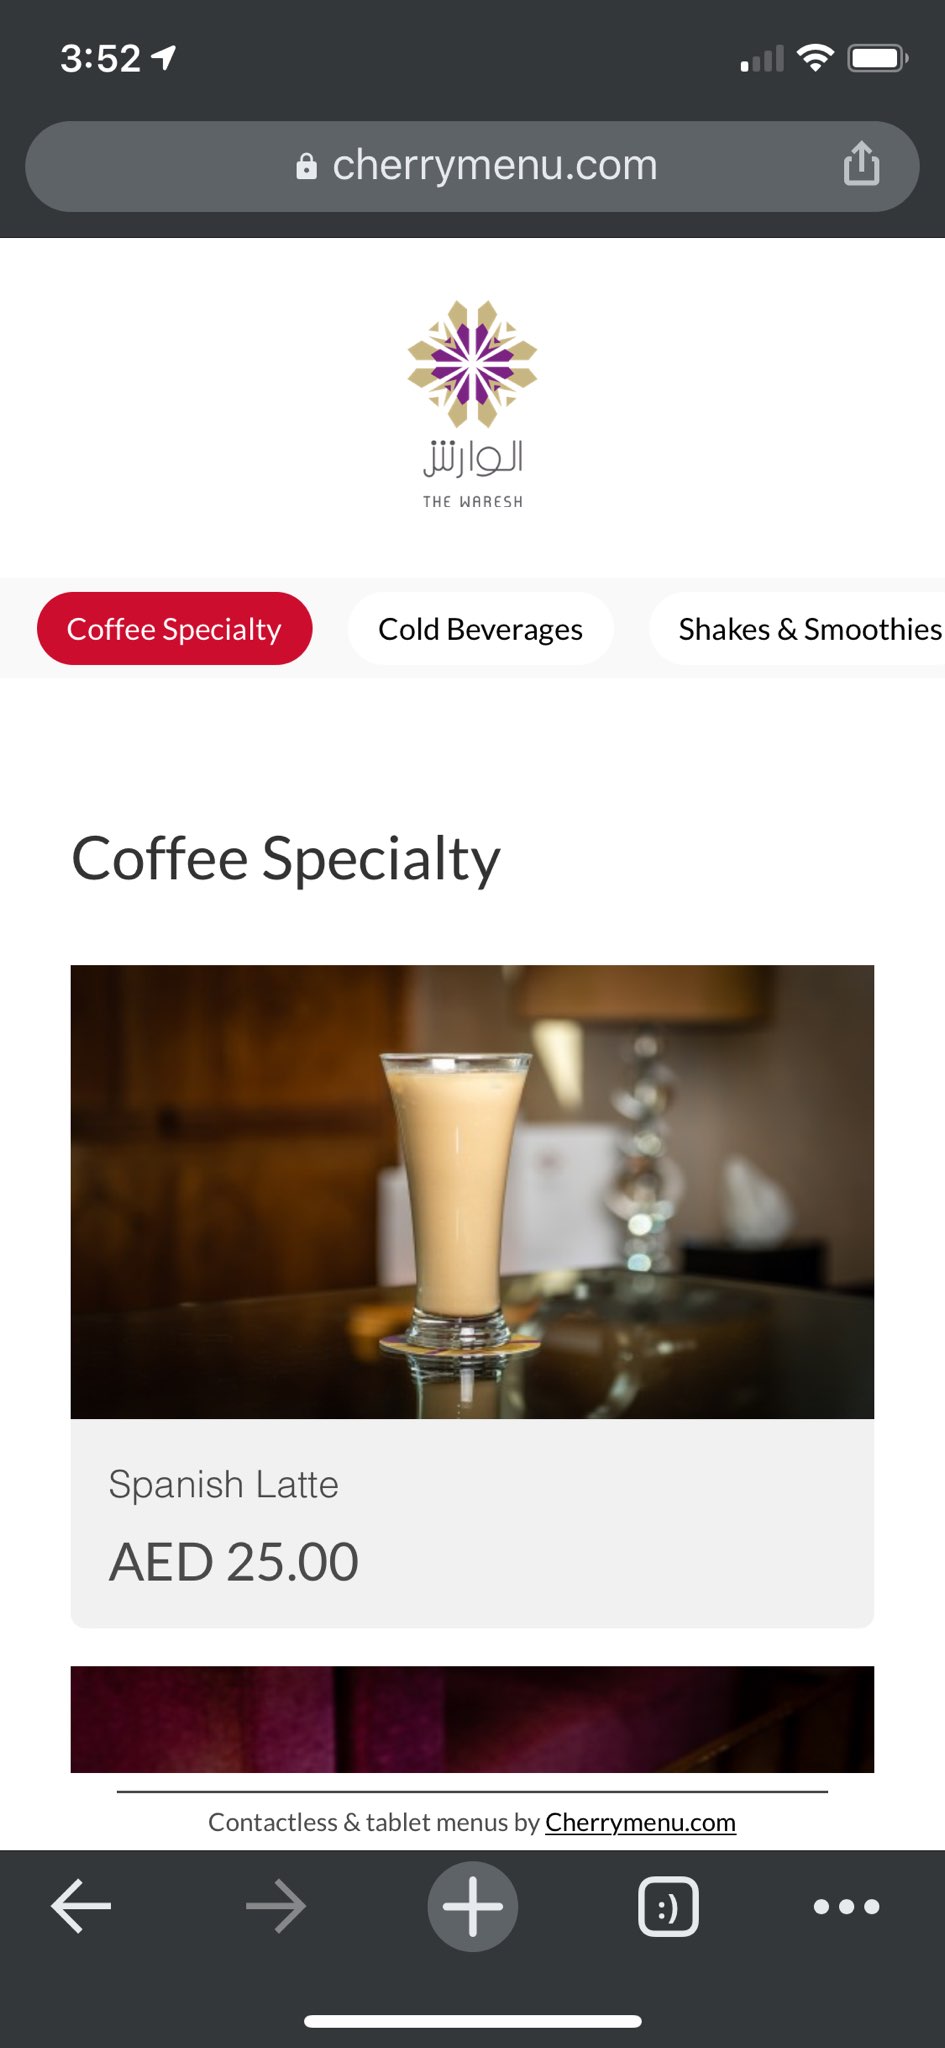 3:52
cherrymenu.com
الوارش
THE WARESH
Coffee Specialty
Cold Beverages
Shakes & Smoothies
Coffee Specialty
Spanish Latte
AED 25.00
Contactless & tablet menus by Cherrymenu.com
:)